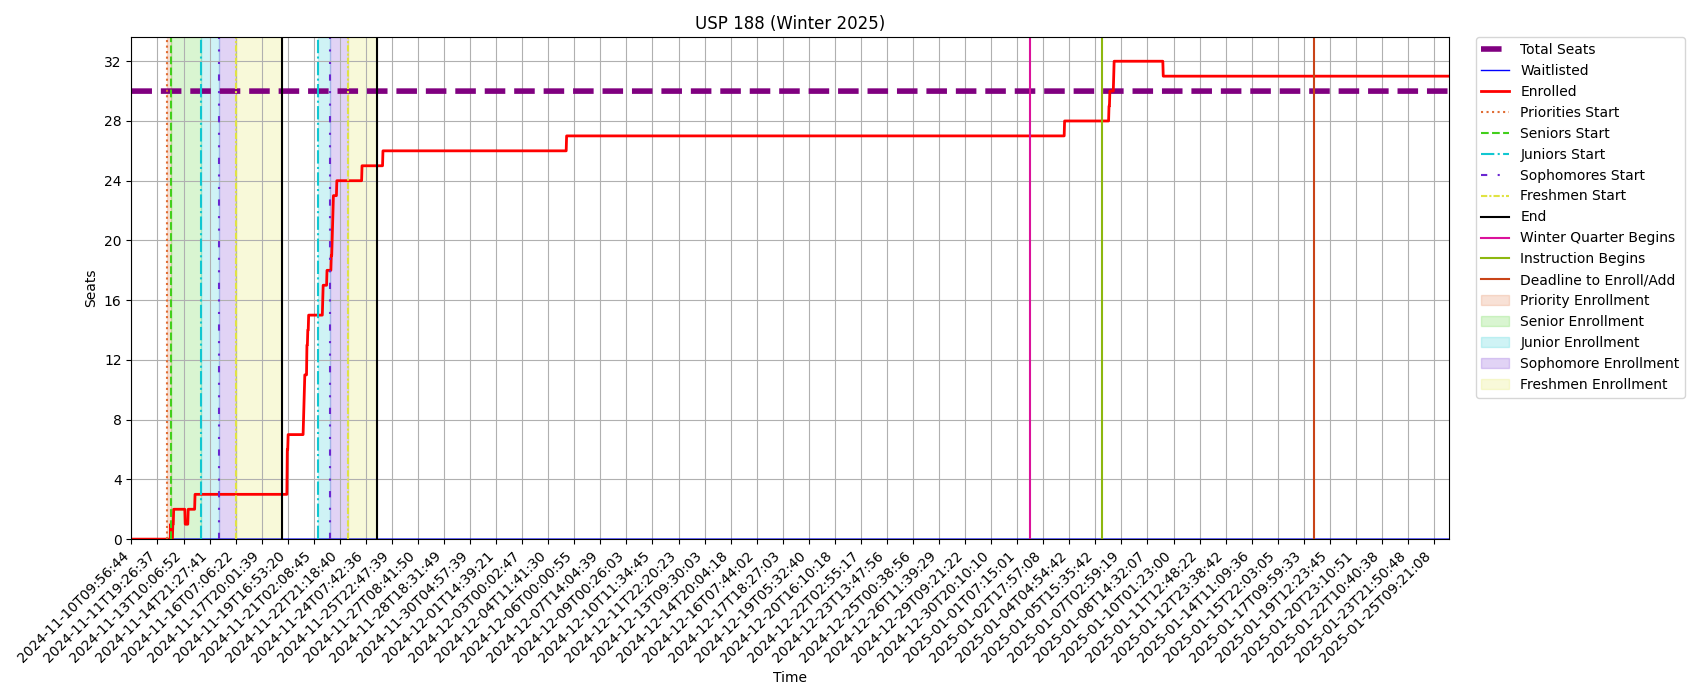 USP 188 (Winter 2025)
Seats
32
28
24
20
16
12
8
4
0
2024-11-10T09:56:44
2024-11-11T19:26:37
2024-11-13T10:06:52
2024-11-14T21:27:41
2024-11-16T07:06:22
2024-11-17T20:01:39
2024-11-19T16:53:20
2024-11-21T02:08:45
2024-11-22T21:18:40
2024-11-24T07:42:36
2024-11-25T22:47:39
2024-11-27T08:41:50
2024-11-28T18:31:49
2024-11-30T04:57:39
2024-12-01T14:39:21
2024-12-03T00:02:47
2024-12-04T11:41:30
2024-12-06T00:00:55
2024-12-07T14:04:39
2024-12-09T00:26:03
2024-12-10T11:34:45
2024-12-11T22:20:23
2024-12-13T09:30:03
2024-12-14T20:04:18
2024-12-16T07:44:02
2024-12-17T18:27:03
2024-12-19T05:32:40
2024-12-20T16:10:18
2024-12-22T02:55:17
2024-12-23T13:47:56
2024-12-25T00:38:56
2024-12-26T11:39:29
2024-12-29T09:21:22
2024-12-30T20:10:10
2025-01-01T07:15:01
2025-01-02T17:57:08
2025-01-04T04:54:42
2025-01-05T15:35:42
2025-01-07T02:59:19
2025-01-08T14:32:07
2025-01-10T01:23:00
2025-01-11T12:48:22
2025-01-12T23:38:42
2025-01-14T11:09:36
2025-01-15T22:03:05
2025-01-17T09:59:33
2025-01-19T12:23:45
2025-01-20T23:10:51
2025-01-22T10:40:38
2025-01-23T21:50:48
2025-01-25T09:21:08
Time
Total Seats
Waitlisted
Enrolled
Priorities Start
Seniors Start
Juniors Start
Sophomores Start
Freshmen Start
End
Winter Quarter Begins
Instruction Begins
Deadline to Enroll/Add
Priority Enrollment
Senior Enrollment
Junior Enrollment
Sophomore Enrollment
Freshmen Enrollment